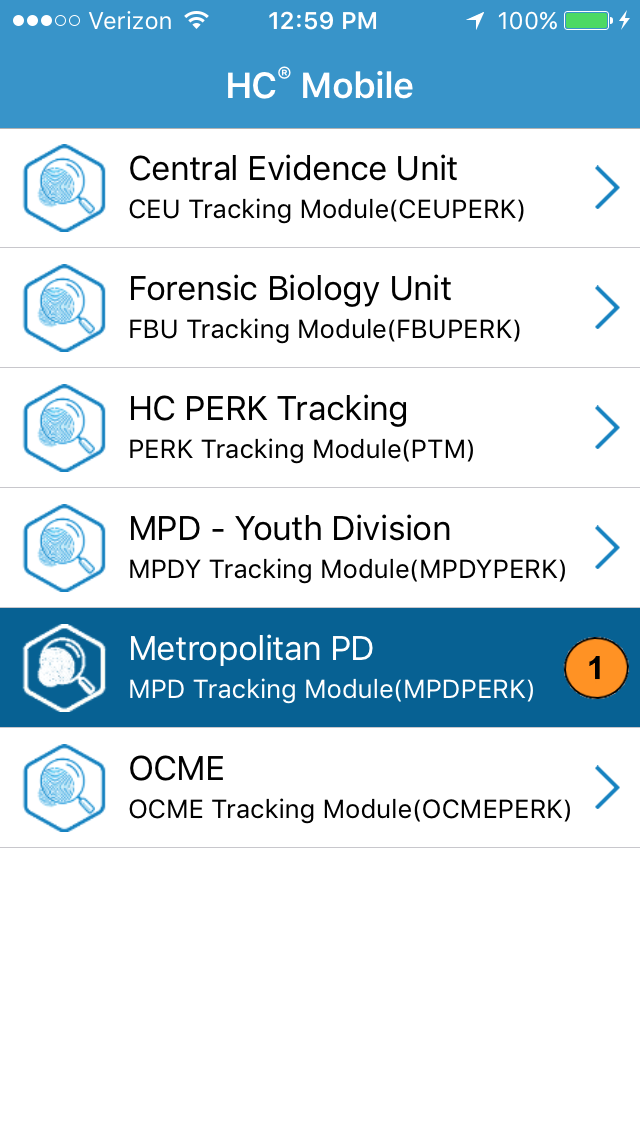 Verizon 12:59 PM 100%
HC® Mobile
Central Evidence Unit
CEU Tracking Module(CEUPERK)
Forensic Biology Unit
FBU Tracking Module(FBUPERK)
HC PERK Tracking
PERK Tracking Module(PTM)
MPD - Youth Division
MPDY Tracking Module(MPDYPERK)
Metropolitan PD
MPD Tracking Module(MPDPERK)
1
OCME
OCME Tracking Module(OCMEPERK)